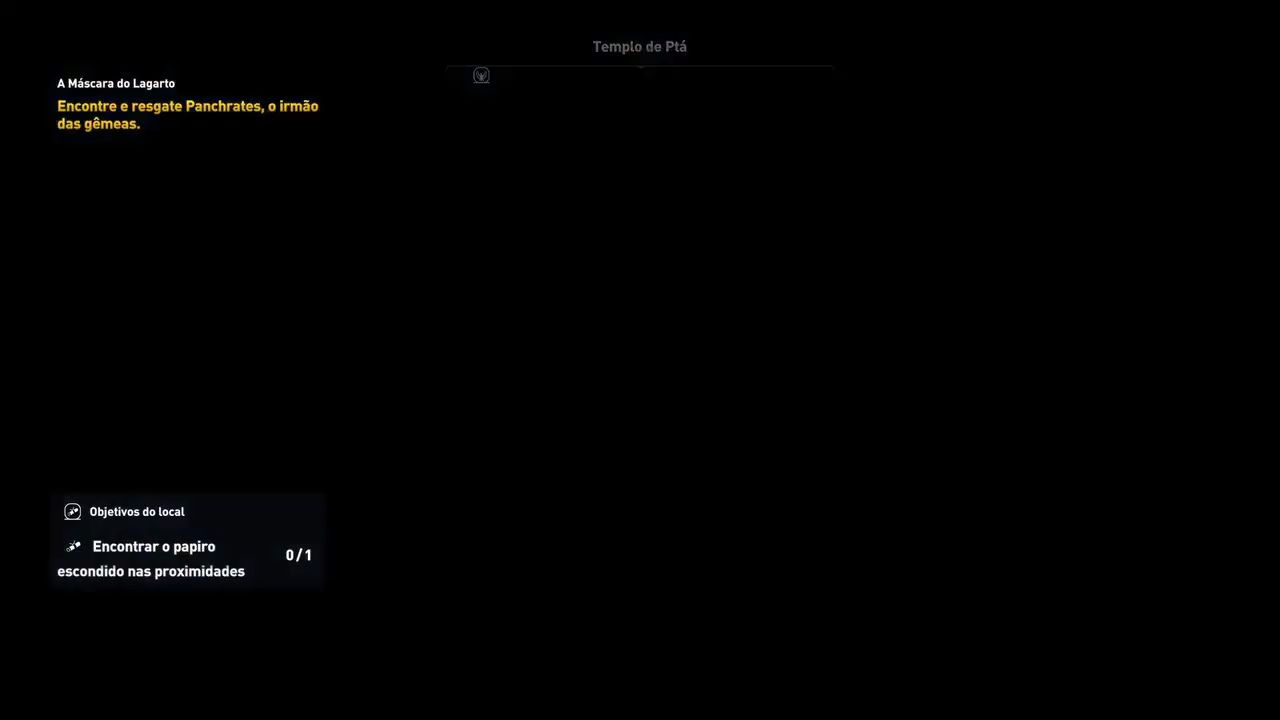 Templo de Ptá
A Máscara do Lagarto
Encontre e resgate Panchrates, o irmão
das gêmeas.
Objetivos do local
Encontrar o papiro
escondido nas proximidades
0/1